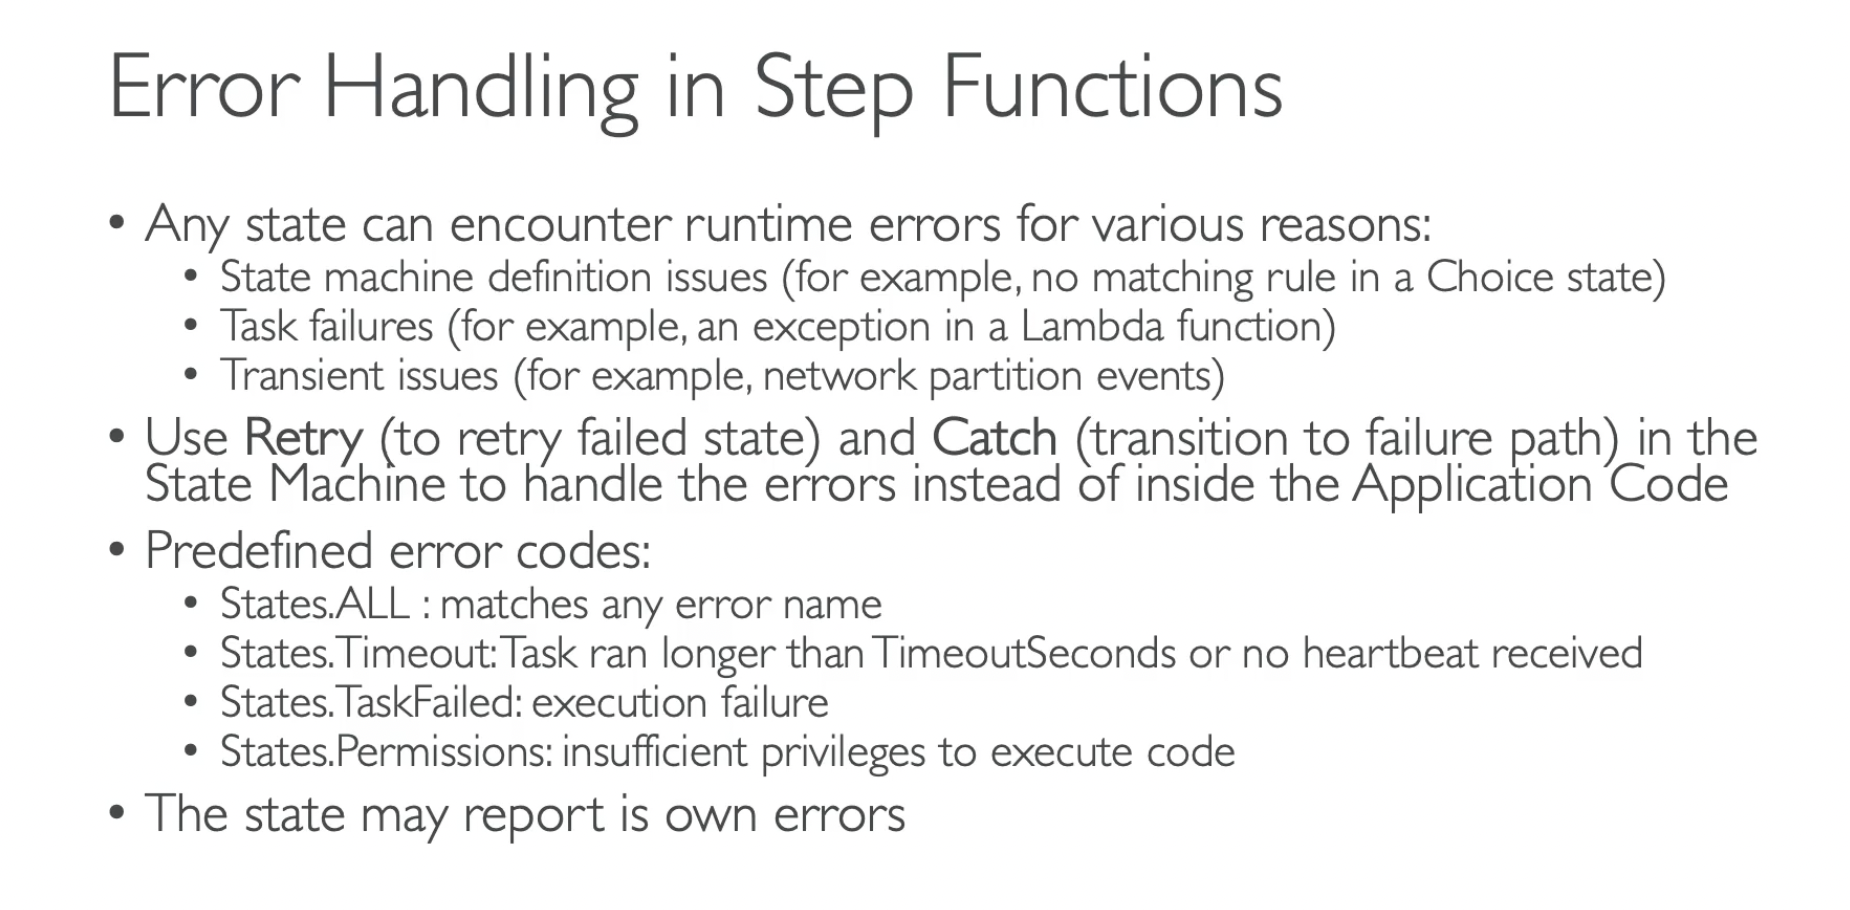 Error Handling in Step Functions
• Any state can encounter runtime errors for various reasons:
• State machine definition issues (for example, no matching rule in a Choice state)
• Task failures (for example, an exception in a Lambda function)
• Transient issues (for example, network partition events)
• Use Retry (to retry failed state) and Catch (transition to failure path) in the
State Machine to handle the errors instead of inside the Application Code
• Predefined error codes:
• States.ALL : matches any error name
• States.Timeout: Task ran longer than TimeoutSeconds or no heartbeat received
• States.TaskFailed: execution failure
• States.Permissions: insufficient privileges to execute code
• The state may report is own errors